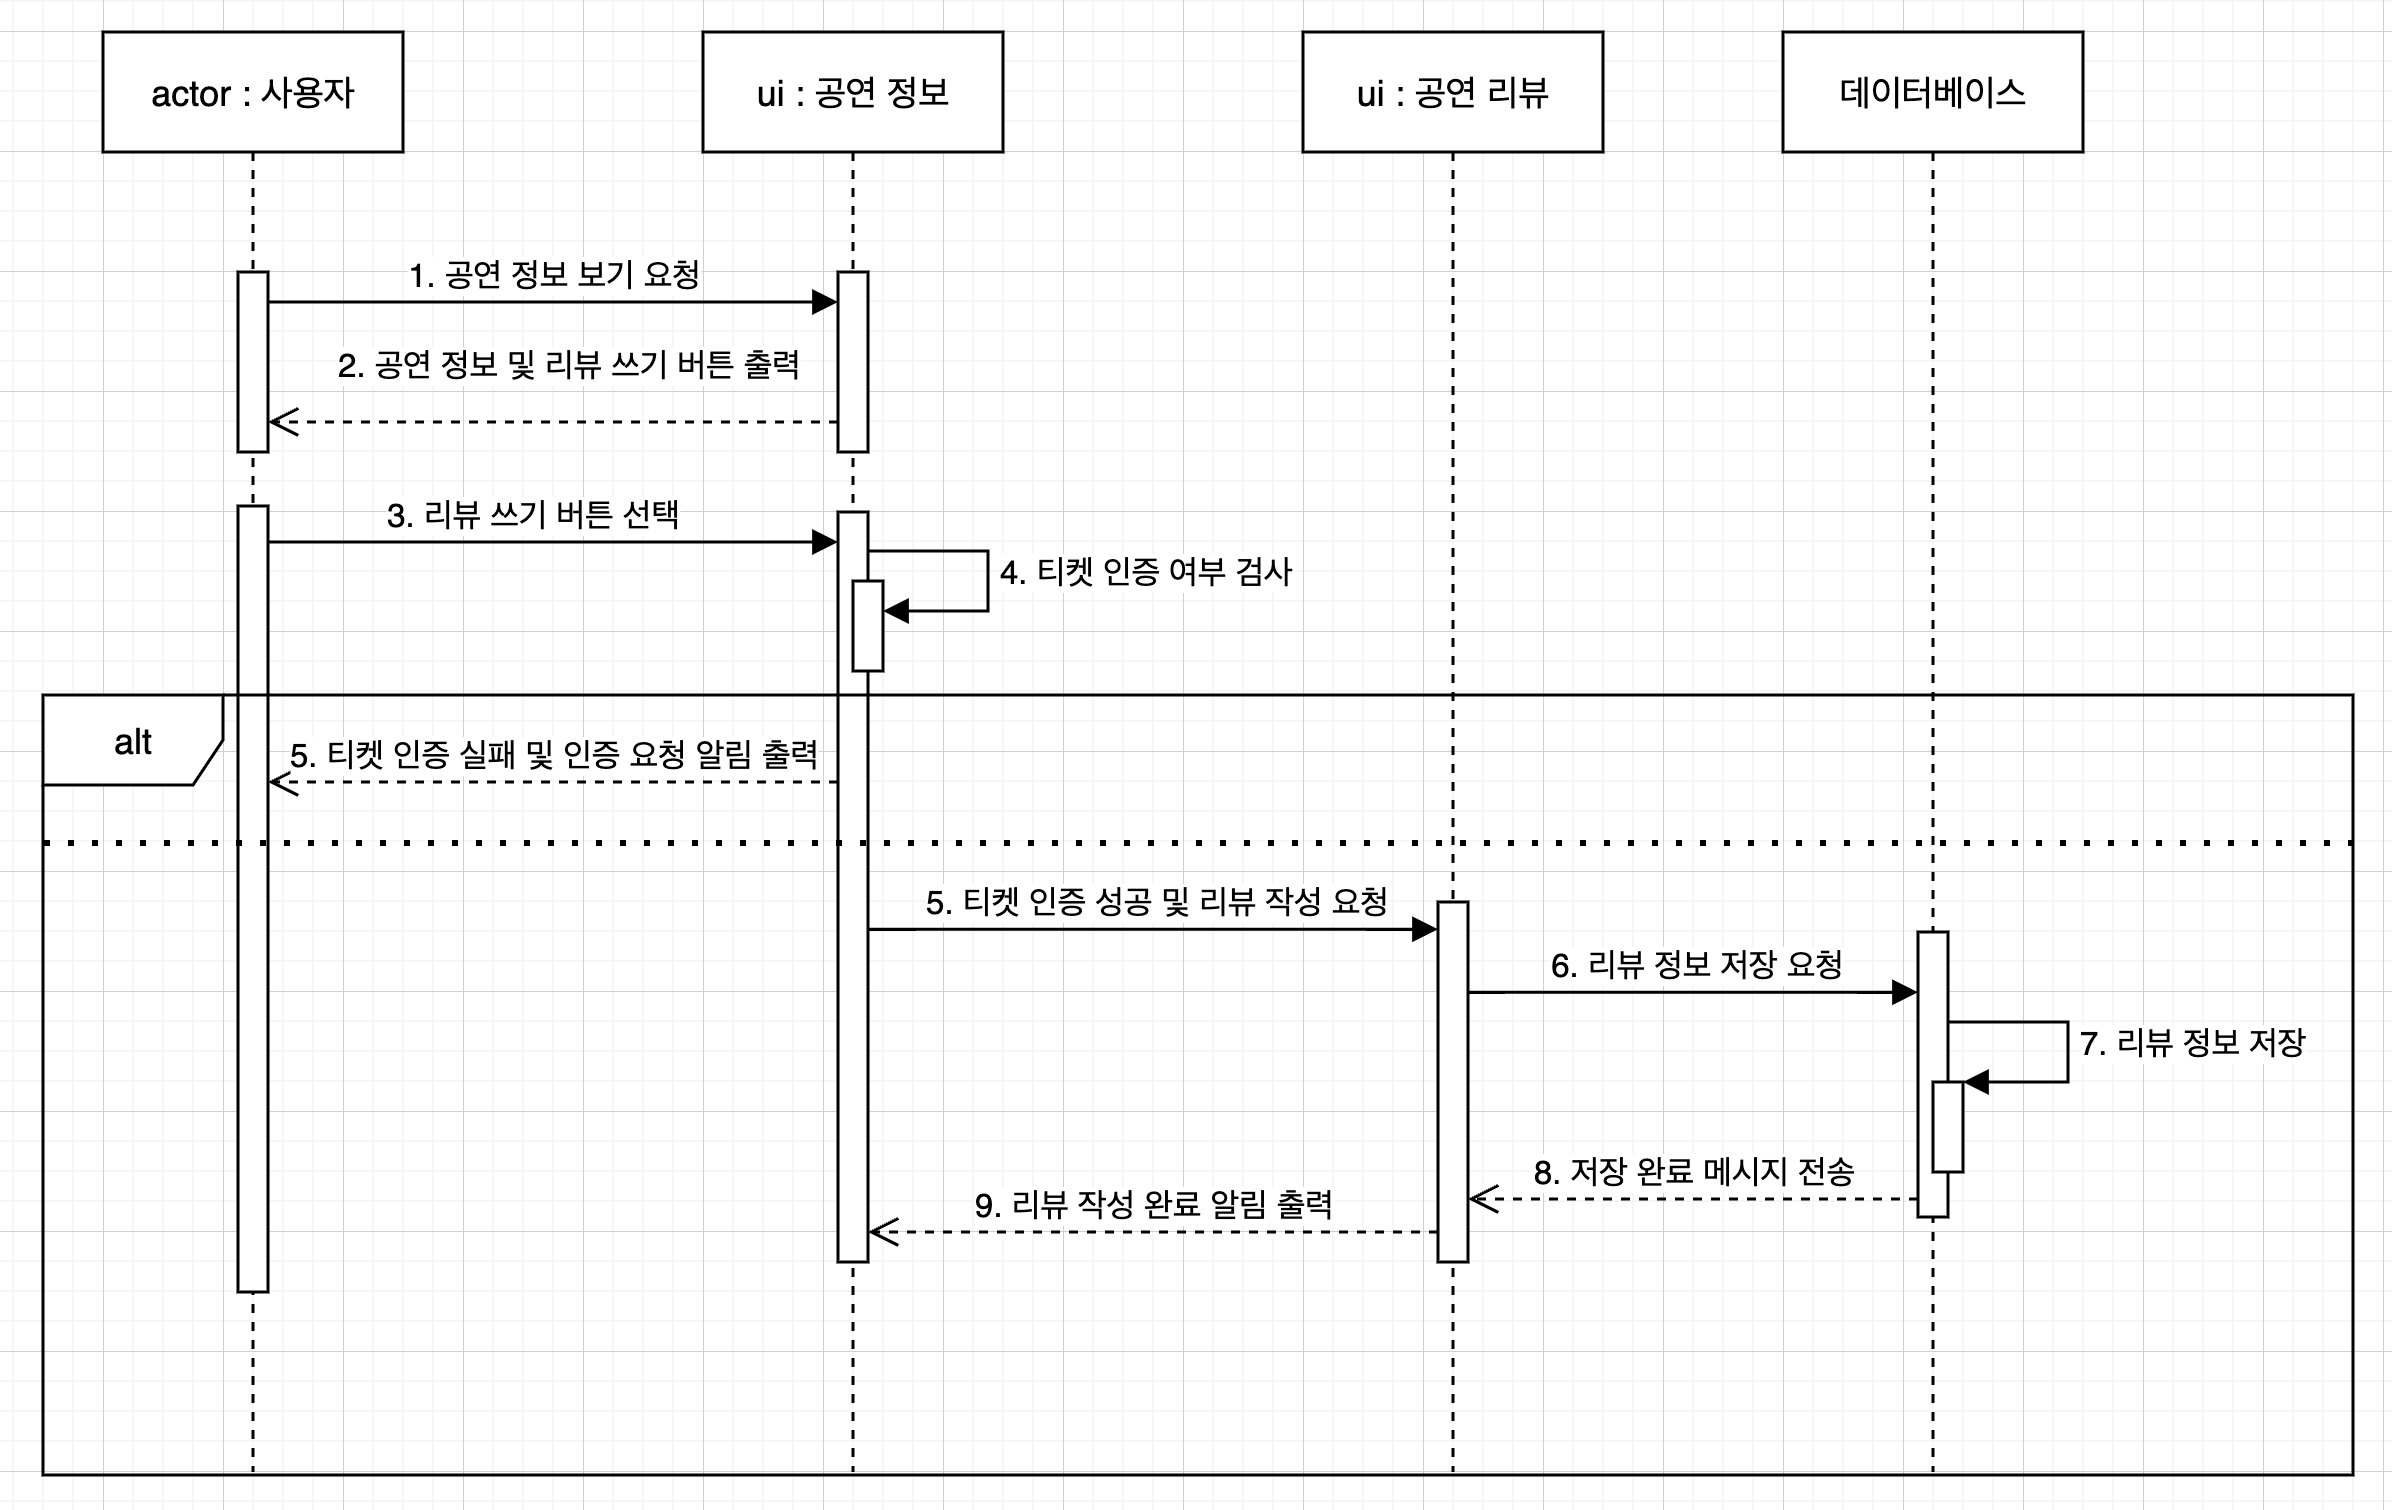 actor : 사용자
ui : 공연 정보
ui : 공연 리뷰
데이터베이스
1. 공연 정보 보기 요청
2. 공연 정보 및 리뷰 쓰기 버튼 출력
3. 리뷰 쓰기 버튼 선택
4. 티켓 인증 여부 검사
alt
5. 티켓 인증 실패 및 인증 요청 알림 출력
5. 티켓 인증 성공 및 리뷰 작성 요청
6. 리뷰 정보 저장 요청
7. 리뷰 정보 저장
8. 저장 완료 메시지 전송
9. 리뷰 작성 완료 알림 출력